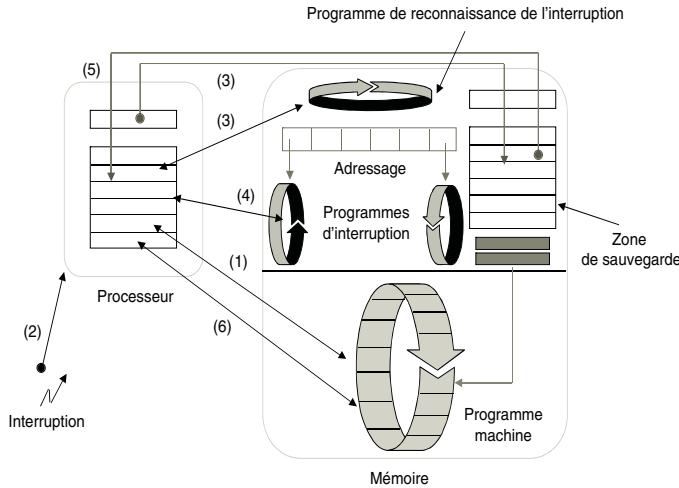 Programme de reconnaissance de l'interruption
(5)
(3)
(3)
Adressage
(4)
Programmes
d'interruption
Zone
de sauvegarde
(1)
Processeur
(2)
(6)
Interruption
Programme
machine
Mémoire